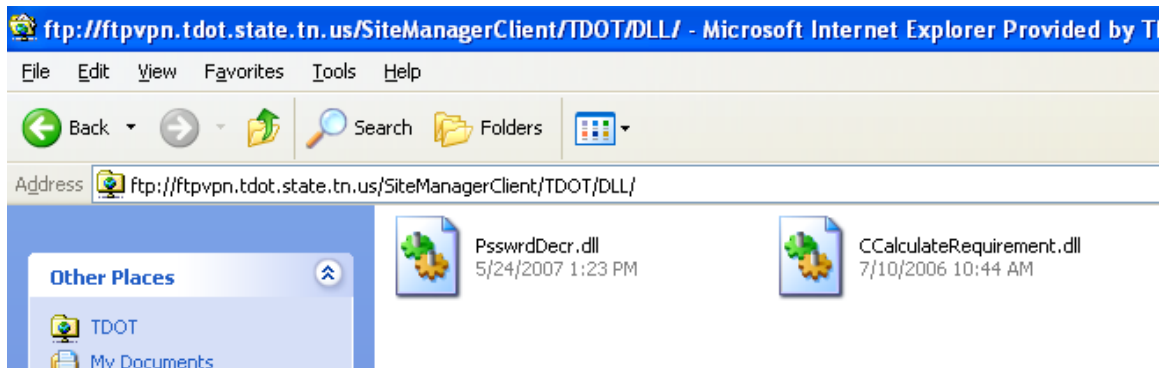 ftp://ftpvpn.tdot.state.tn.us/SiteManagerClient/TDOT/DLL/ - Microsoft Internet Explorer Provided by
File Edit View Favorites Tools Help
Back Search Folders
Address ftp://ftpvpn.tdot.state.tn.us/SiteManagerClient/TDOT/DLL/
PsswrdDecr.dll
5/24/2007 1:23 PM
CCalculateRequirement.dll
7/10/2006 10:44 AM
Other Places
TDOT
My Documents